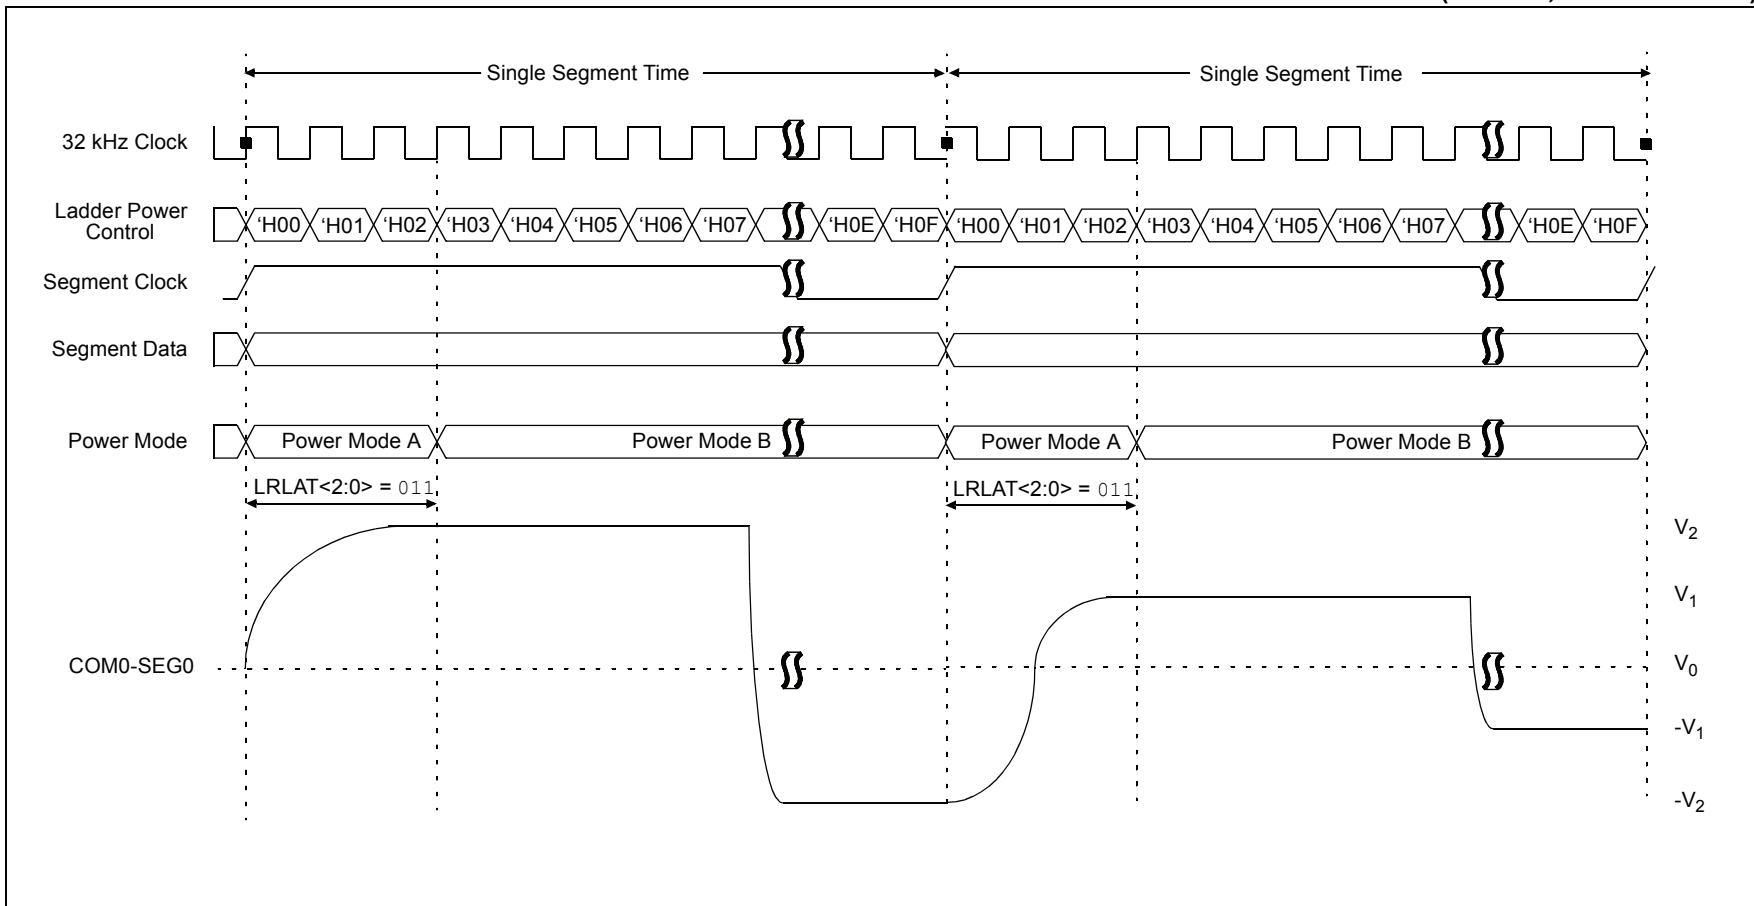 Single Segment Time Single Segment Time
32 kHz Clock
Ladder Power
Control
‘H00 ‘H01 ‘H02 ‘H03 ‘H04 ‘H05 ‘H06 ‘H07 ‘H0E ‘H0F ‘H00 ‘H01 ‘H02 ‘H03 ‘H04 ‘H05 ‘H06 ‘H07 ‘H0E ‘H0F
Segment Clock
Segment Data
Power Mode Power Mode A Power Mode B Power Mode A Power Mode B
LRLAT<2:0> = 011 LRLAT<2:0> = 011
V2
V1
COM0-SEG0 V0
-V1
-V2